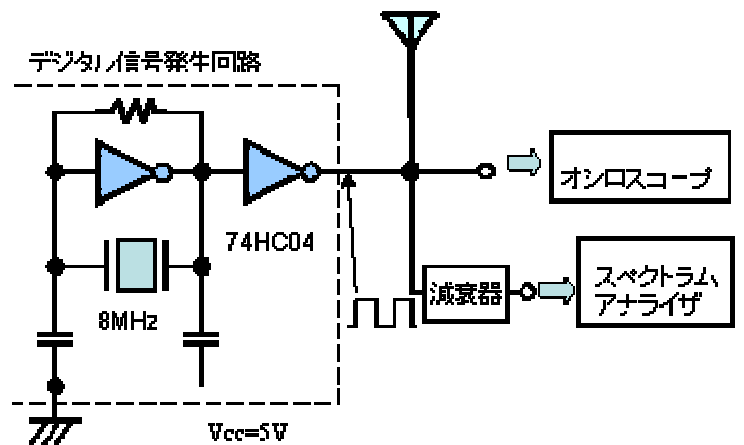 デジタル信号発生回路
オシロスコープ
74HC04
減衰器
スペクトラム
アナライザ
8MHz
Vcc=5V